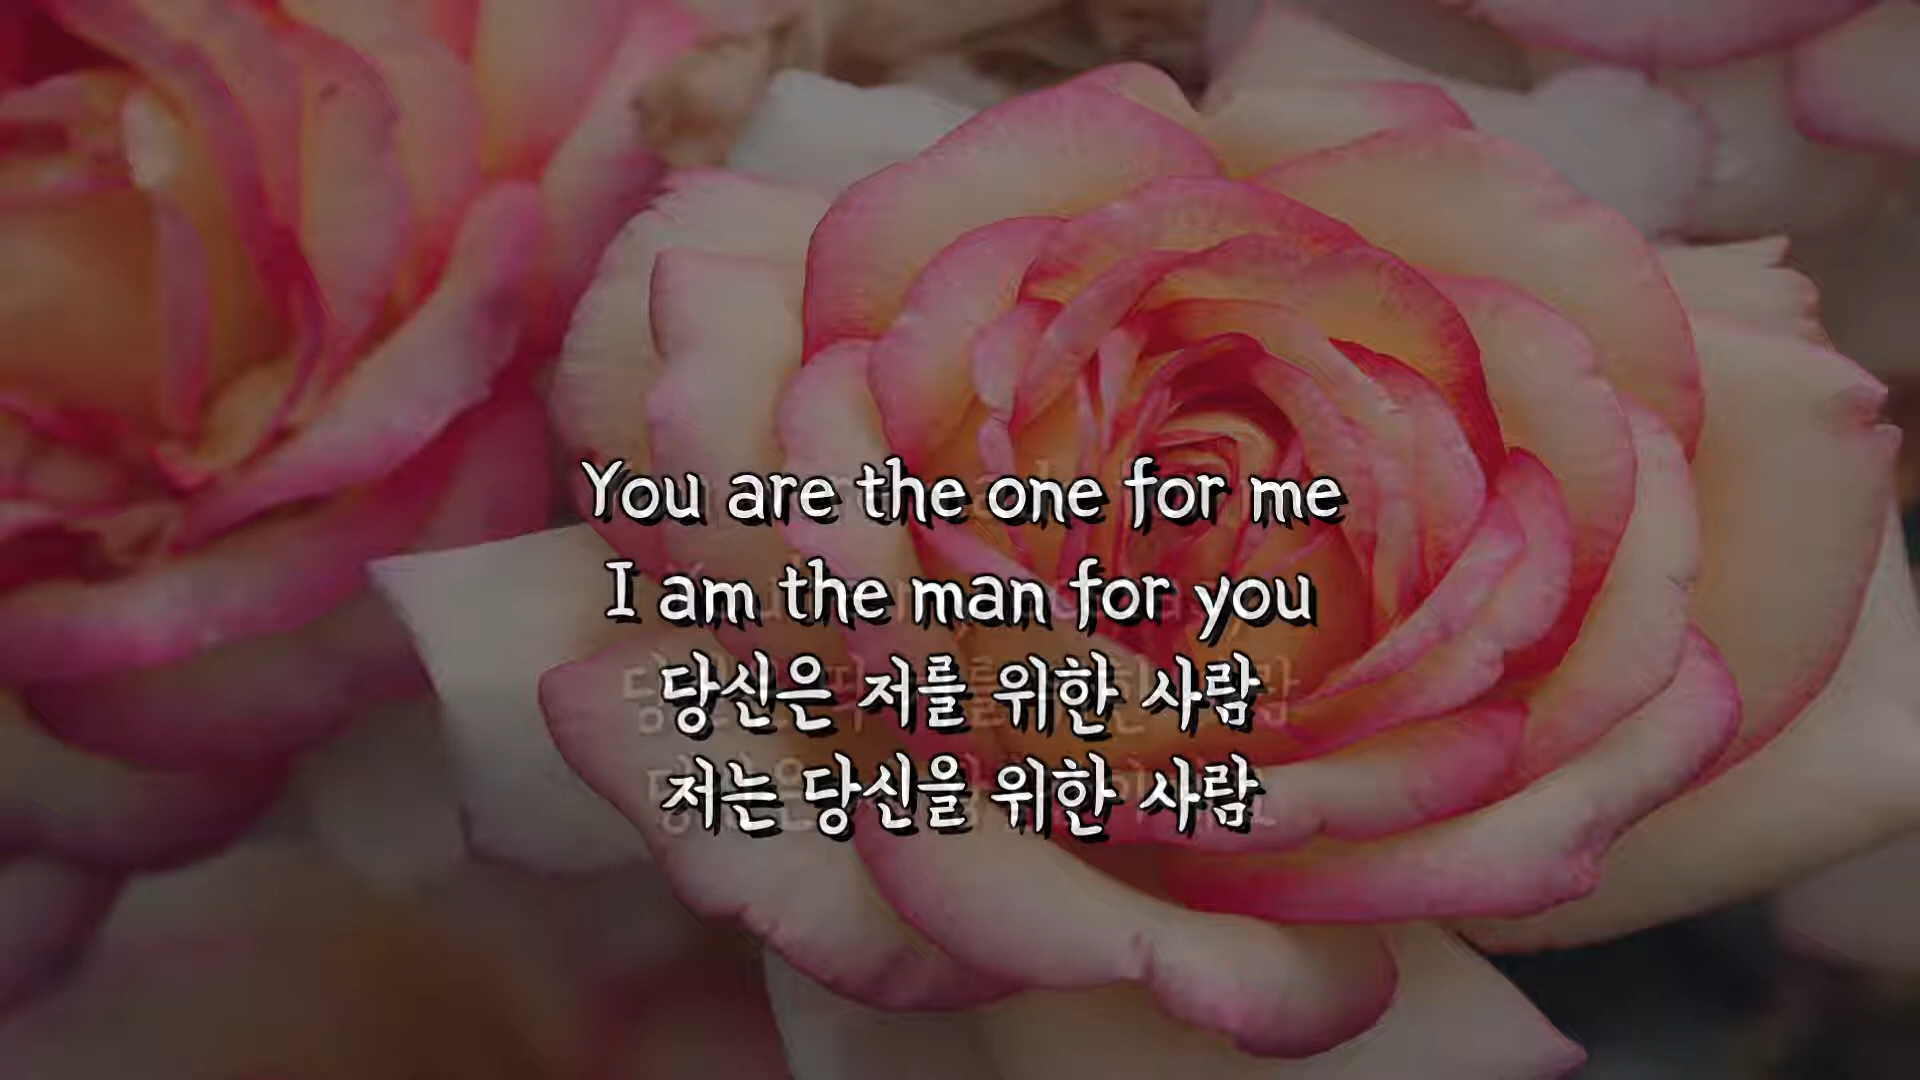 You are the one for me
I am the man for you
당신은 저를 위한 사람
저는 당신을 위한 사람